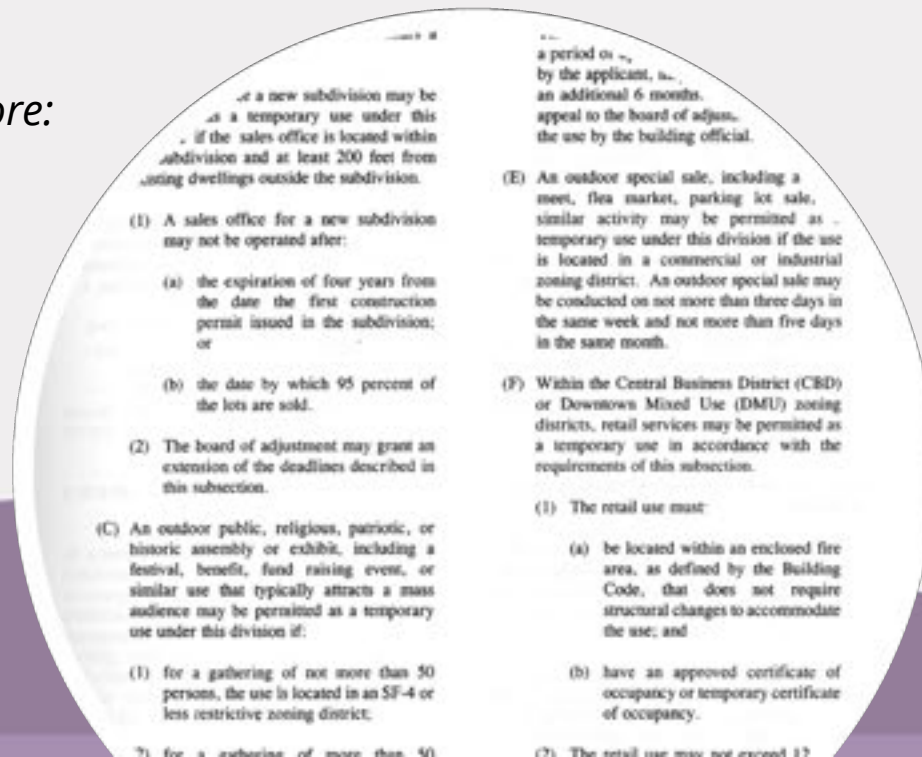 ore:
a new subdivision may be
a temporary use under this
if the sales office is located within
subdivision and at least 200 feet from
dwellings outside the subdivision.
(1) A sales office for a new subdivision
may not be operated after:
(a) the expiration of four years from
the date the first construction
permit issued in the subdivision;
or
(b) the date by which 95 percent of
the lots are sold.
(2) The board of adjustment may grant an
extension of the deadlines described in
this subsection.
(C) An outdoor public, religious, patriotic, or
historic assembly or exhibit, including a
festival, benefit, fund raising event, or
similar use that typically attracts a mass
audience may be permitted as a temporary
use under this division if:
(1) for a gathering of not more than 50
persons, the use is located in an SF-4 or
less restrictive zoning district;
2) for a gathering of more than 50
a period
by the applicant,
an additional 6 months.
appeal to the board of
the use by the building official.
(E) An outdoor special sale, including a
meet, flea market, parking lot sale,
similar activity may be permitted as
temporary use under this division if the use
is located in a commercial or industrial
zoning district. An outdoor special sale may
be conducted on not more than three days in
the same week and not more than five days
in the same month.
(F) Within the Central Business District (CBD)
or Downtown Mixed Use (DMU) zoning
districts, retail services may be permitted as
a temporary use in accordance with the
requirements of this subsection.
(1) The retail use must
(a) be located within an enclosed fire
area, as defined by the Building
Code, that does not require
structural changes to accommodate
the use; and
(b) have an approved certificate of
occupancy or temporary certificate
of occupancy.
(2) The retail use may not exceed 12